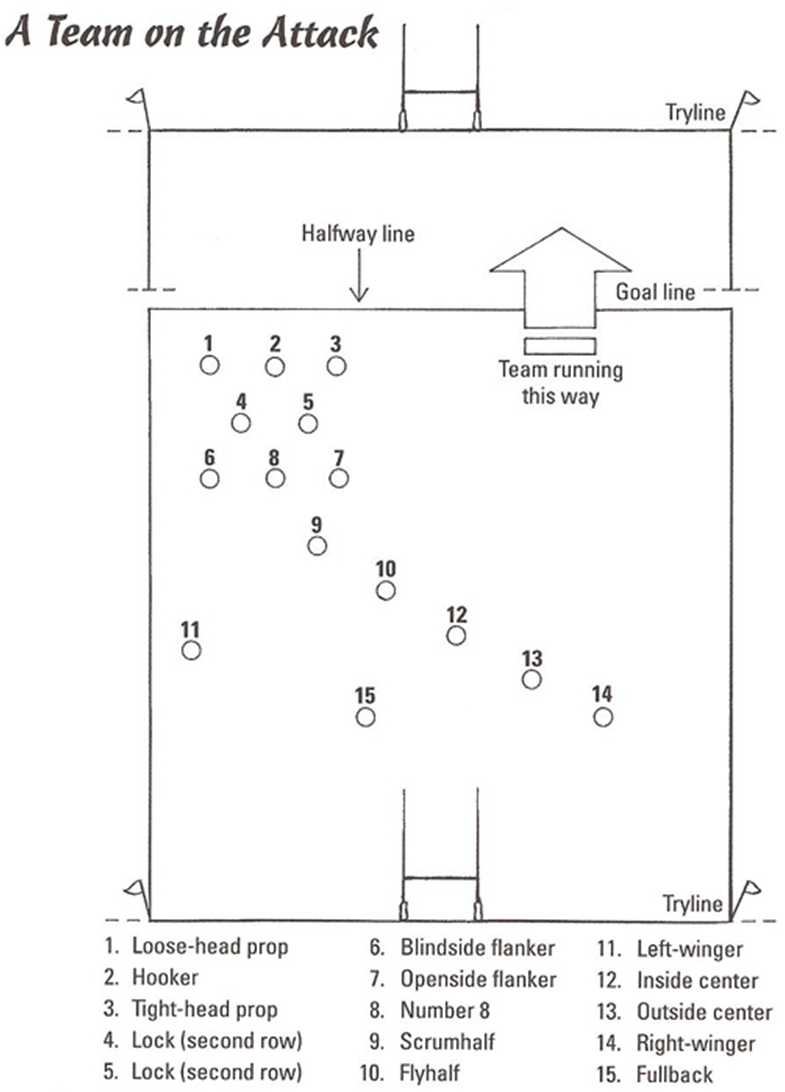 A Team on the Attack
Tryline
Halfway line
Goal line
1 2 3
Team running
this way
4 5
6 8 7
9
10
12
11
13
15 14
Tryline
1. Loose-head prop
2. Hooker
3. Tight-head prop
4. Lock (second row)
5. Lock (second row)
6. Blindside flanker
7. Openside flanker
8. Number 8
9. Scrumhalf
10. Flyhalf
11. Left-winger
12. Inside center
13. Outside center
14. Right-winger
15. Fullback